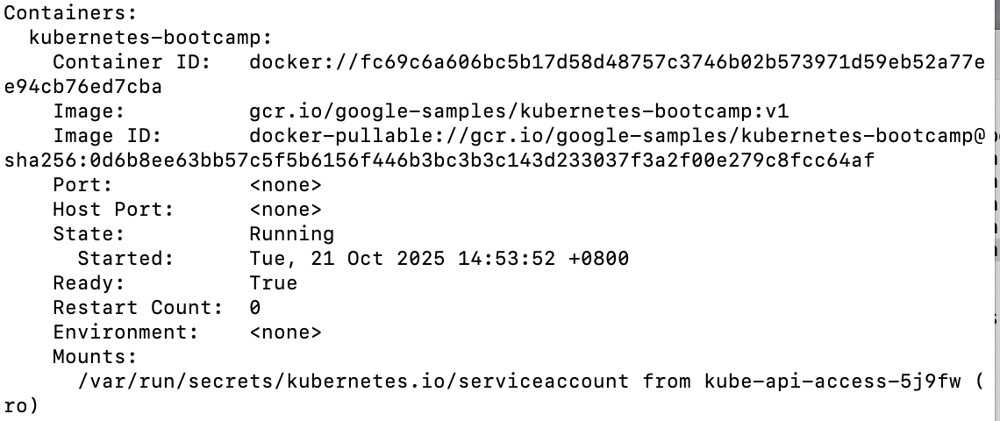 Containers:
  kubernetes-bootcamp:
    Container ID:   docker://fc69c6a606bc5b17d58d48757c3746b02b573971d59eb52a77e
e94cb76ed7cba
    Image:          gcr.io/google-samples/kubernetes-bootcamp:v1
    Image ID:       docker-pullable://gcr.io/google-samples/kubernetes-bootcamp@
sha256:0d6b8ee63bb57c5f5b6156f446b3bc3b3c143d233037f3a2f00e279c8fcc64af
    Port:           <none>
    Host Port:      <none>
    State:          Running
      Started:      Tue, 21 Oct 2025 14:53:52 +0800
    Ready:          True
    Restart Count:  0
    Environment:    <none>
    Mounts:
      /var/run/secrets/kubernetes.io/serviceaccount from kube-api-access-5j9fw (
ro)